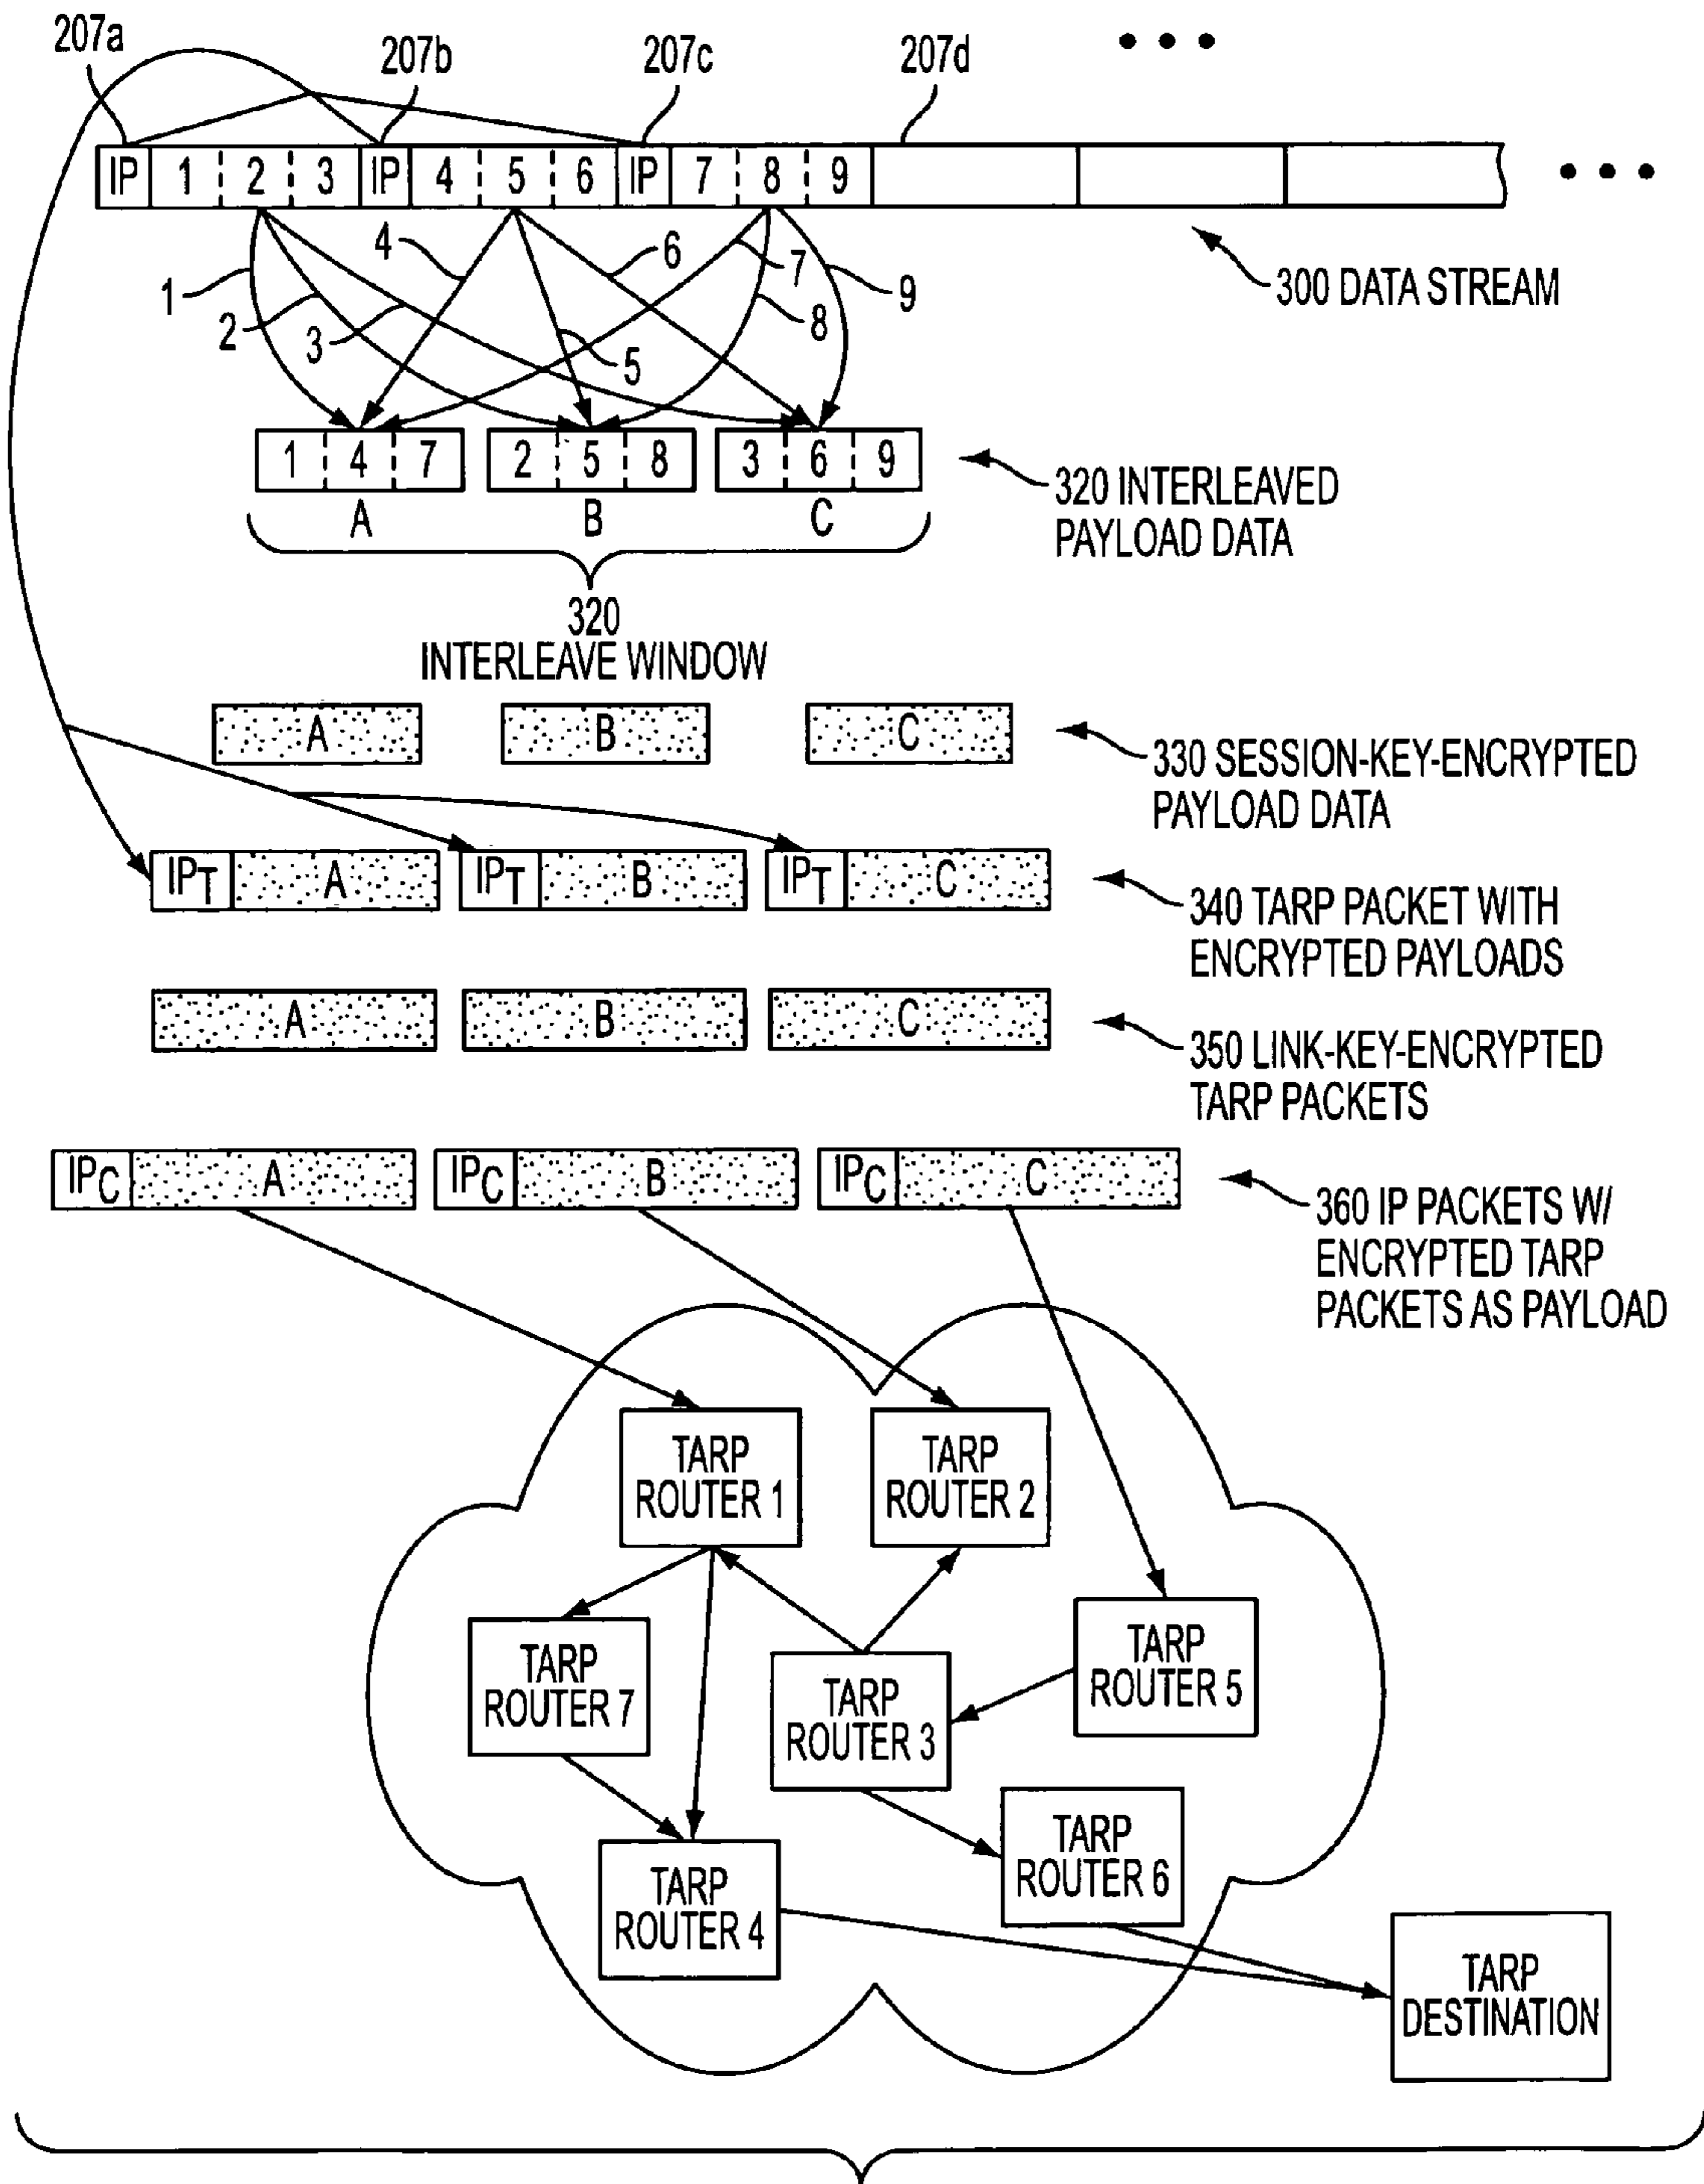 207a 207b 207c 207d • • •
IP 1 2 3 IP 4 5 6 IP 7 8 9 • • •
300 DATA STREAM
1 2 3 4 5 6 7 8 9
1 4 7 2 5 8 3 6 9
A B C
320 INTERLEAVED
PAYLOAD DATA
320
INTERLEAVE WINDOW
A B C
330 SESSION-KEY-ENCRYPTED
PAYLOAD DATA
IPT A IPT B IPT C
340 TARP PACKET WITH
ENCRYPTED PAYLOADS
A B C
350 LINK-KEY-ENCRYPTED
TARP PACKETS
IPC A IPC B IPC C
360 IP PACKETS W/
ENCRYPTED TARP
PACKETS AS PAYLOAD
TARP
ROUTER 1
TARP
ROUTER 2
TARP
ROUTER 7
TARP
ROUTER 3
TARP
ROUTER 5
TARP
ROUTER 4
TARP
ROUTER 6
TARP
DESTINATION